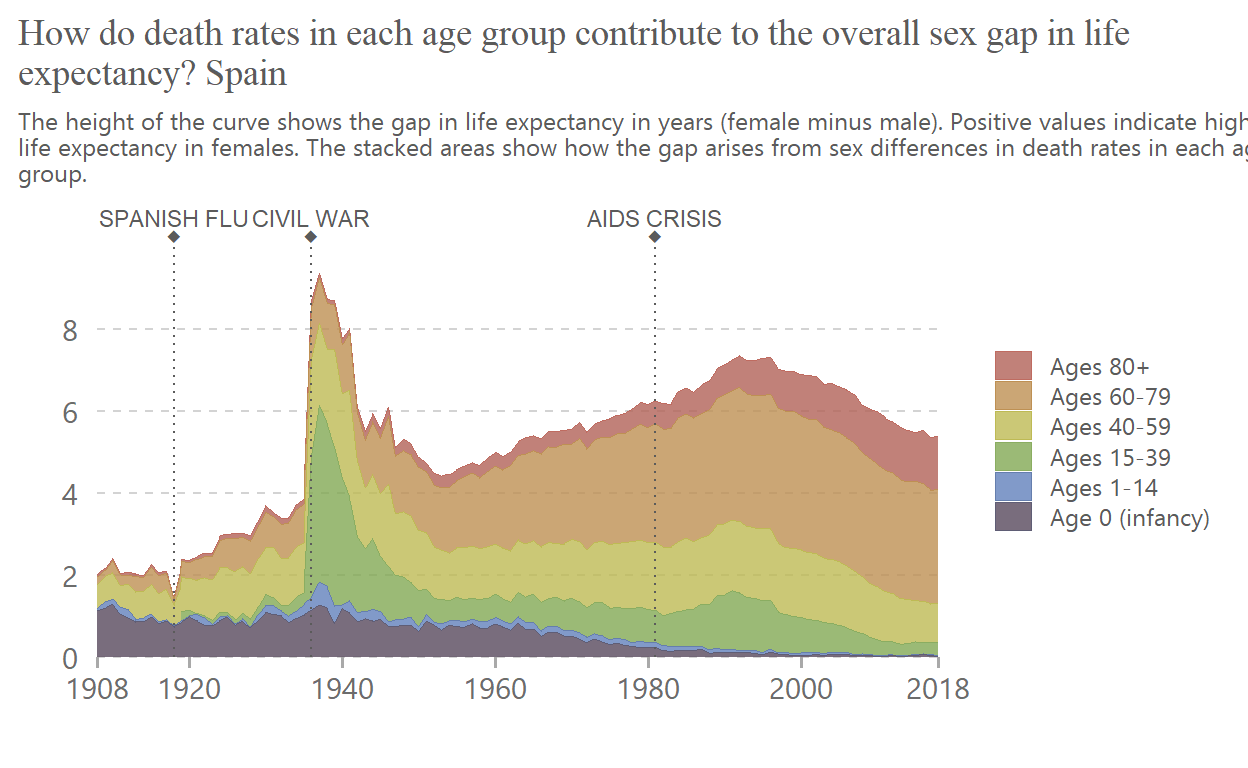 How do death rates in each age group contribute to the overall sex gap in life
expectancy? Spain
The height of the curve shows the gap in life expectancy in years (female minus male). Positive values indicate high
life expectancy in females. The stacked areas show how the gap arises from sex differences in death rates in each ag
group.
SPANISH FLU CIVIL WAR AIDS CRISIS
8
6
4
2
0
1908 1920 1940 1960 1980 2000 2018
Ages 80+
Ages 60-79
Ages 40-59
Ages 15-39
Ages 1-14
Age 0 (infancy)